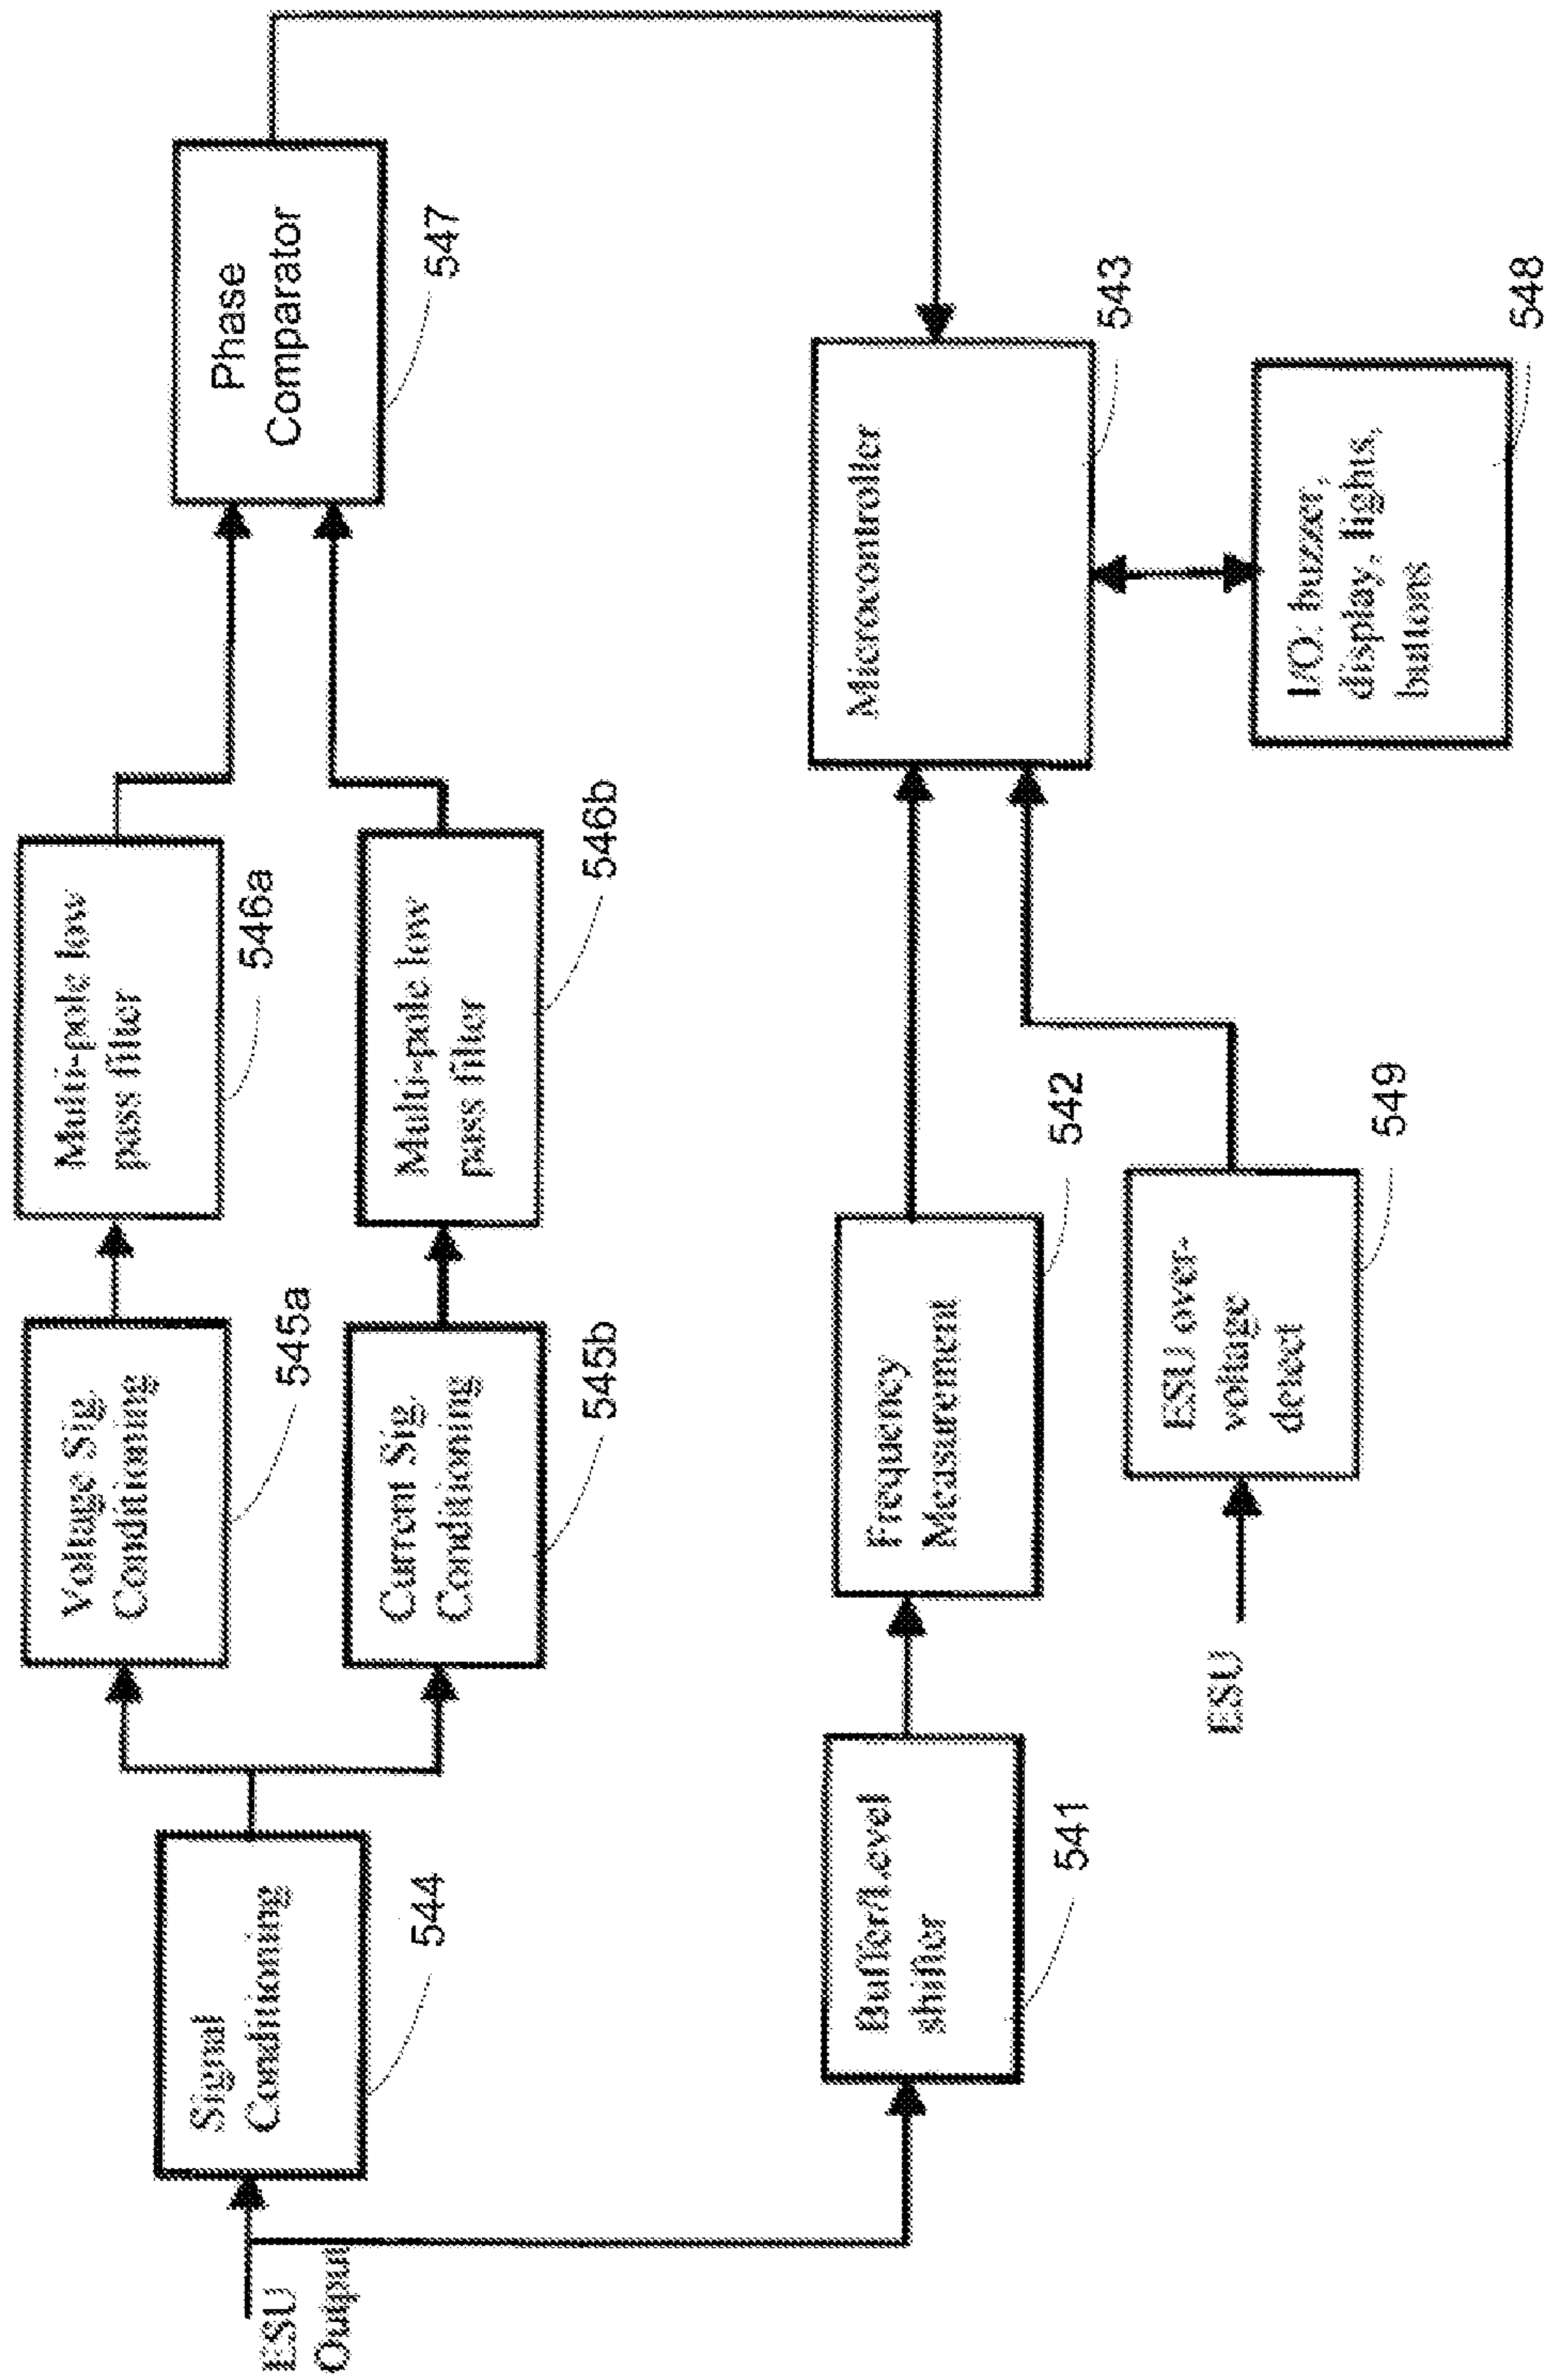 ESU
Output
Signal
Conditioning
544
Voltage Sig.
Conditioning
545a
Multi-pole low
pass filter
546a
Current Sig.
Conditioning
545b
Multi-pole low
pass filter
546b
Phase
Comparator
547
Buffer/Level
shifter
541
Frequency
Measurement
542
Microcontroller
543
ESU
ESU over-
voltage
detect
549
I/O: buzzer,
display, lights,
buttons
548